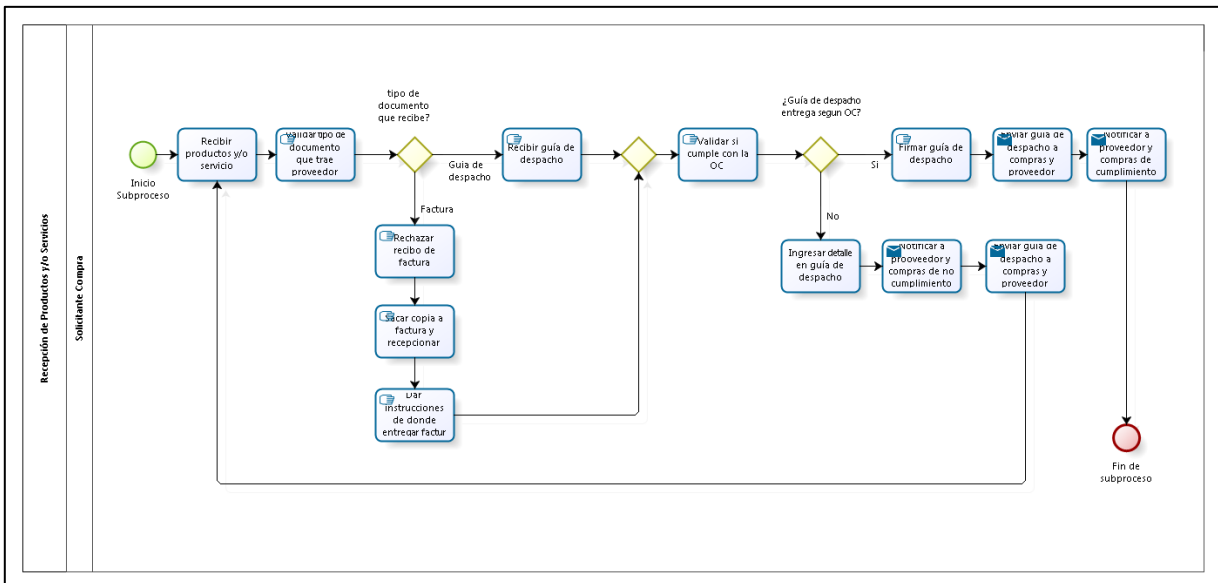 Recepción de Productos y/o Servicios
Solicitante Compra
Inicio
Subproceso
Recibir
productos y/o
servicio
Validar tipo de
documento
que trae
proveedor
tipo de
documento
que recibe?
Guia de
despacho
Factura
Recibir guía de
despacho
Rechazar
recibo de
factura
Sacar copia a
factura y
recepcionar
Dar
instrucciones
de donde
entregar factur
Validar si
cumple con la
OC
¿Guía de despacho
entrega segun OC?
Si
No
Firmar guía de
despacho
Enviar guia de
despacho a
compras y
proveedor
Notificar a
proveedor y
compras de
cumplimiento
Ingresar detalle
en guía de
despacho
Notificar a
prooveedor y
compras de no
cumplimiento
Enviar guia de
despacho a
compras y
proveedor
Fin de
subproceso